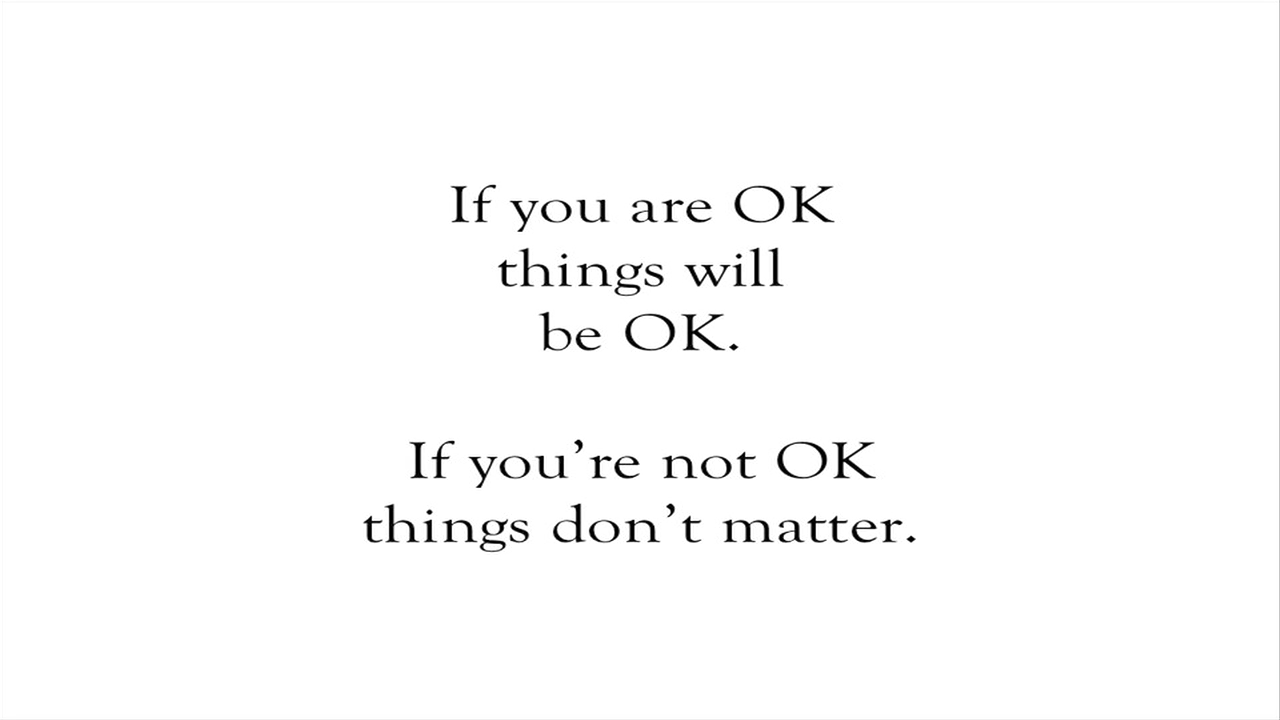 If you are OK
things will
be OK.
If you’re not OK
things don’t matter.